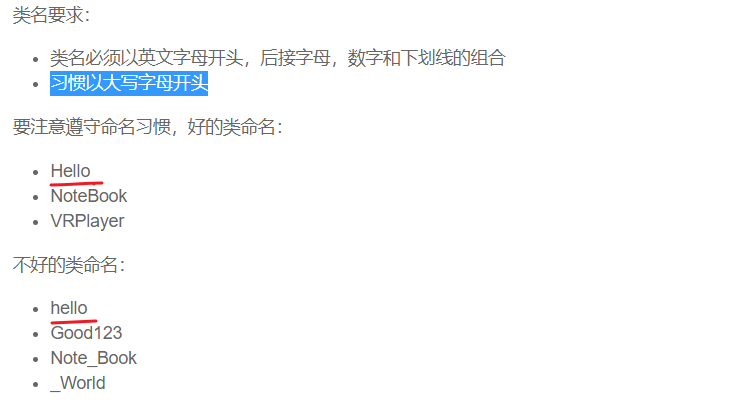 类名要求：
类名必须以英文字母开头，后接字母，数字和下划线的组合
习惯以大写字母开头
要注意遵守命名习惯，好的类命名：
Hello
NoteBook
VRPlayer
不好的类命名：
hello
Good123
Note_Book
_World